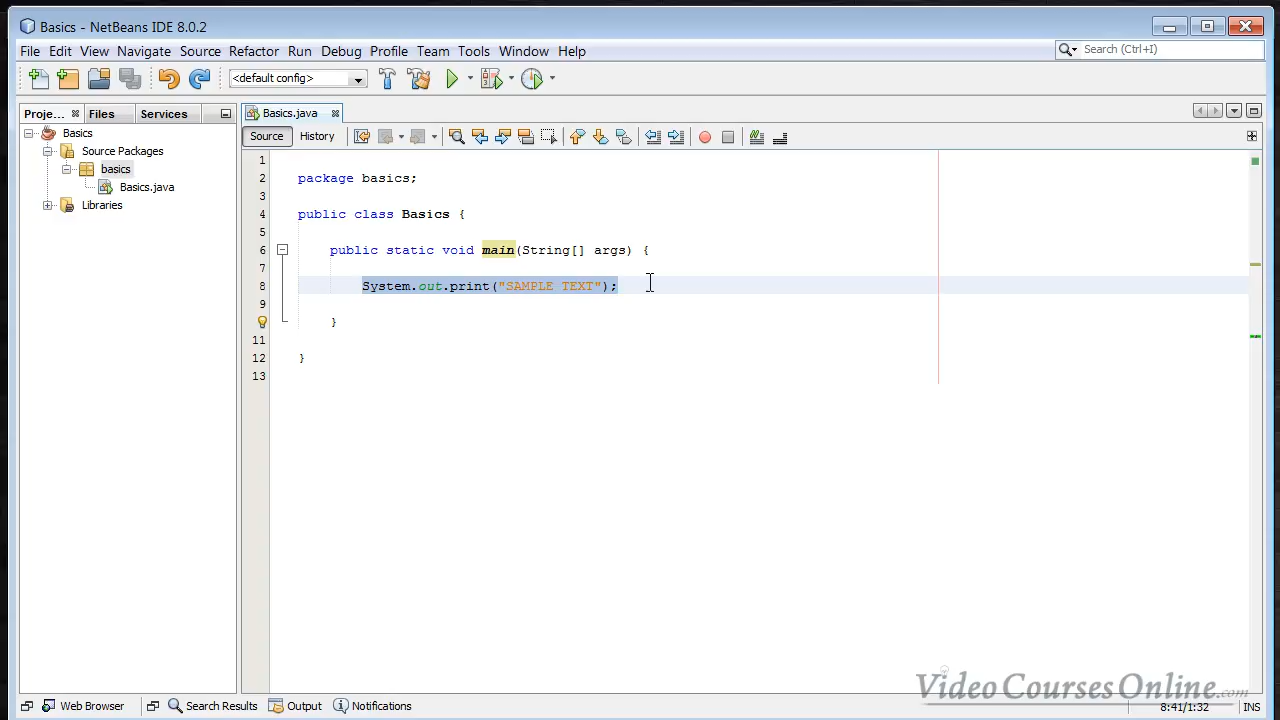 Basics - NetBeans IDE 8.0.2
File Edit View Navigate Source Refactor Run Debug Profile Team Tools Window Help
Search (Ctrl+I)
<default config>
Proje... Files Services
Basics.java
Source History
Basics
Source Packages
basics
Basics.java
Libraries
1
2 package basics;
3
4 public class Basics {
5
6 public static void main(String[] args) {
7
8 System.out.print("SAMPLE TEXT");
9
}
11
12 }
13
VideoCoursesOnline.com
Web Browser Search Results Output Notifications 8:41/1:32 INS